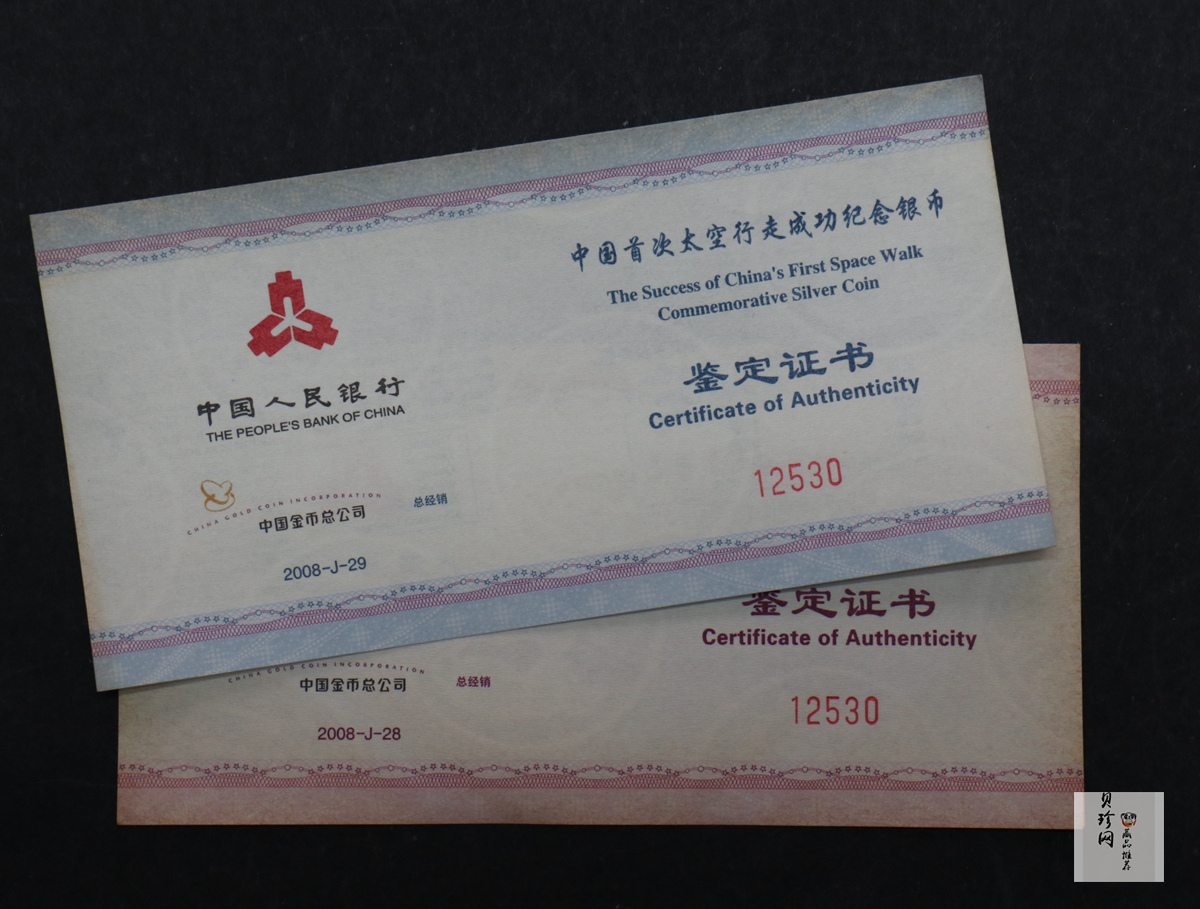 中国首次太空行走成功纪念银币
The Success of China's First Space Walk
Commemorative Silver Coin
中国人民银行
THE PEOPLE'S BANK OF CHINA
鉴定证书
Certificate of Authenticity
12530
CHINA GOLD COIN INCORPORATION
中国金币总公司
总经销
2008-J-29
鉴定证书
Certificate of Authenticity
CHINA GOLD COIN INCORPORATION
中国金币总公司
总经销
12530
2008-J-28
贝珍网
藏品推荐